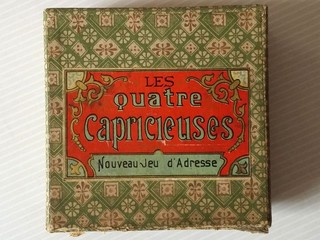 LES
Quatre
Capricieuses
Nouveau Jeu d'Adresse